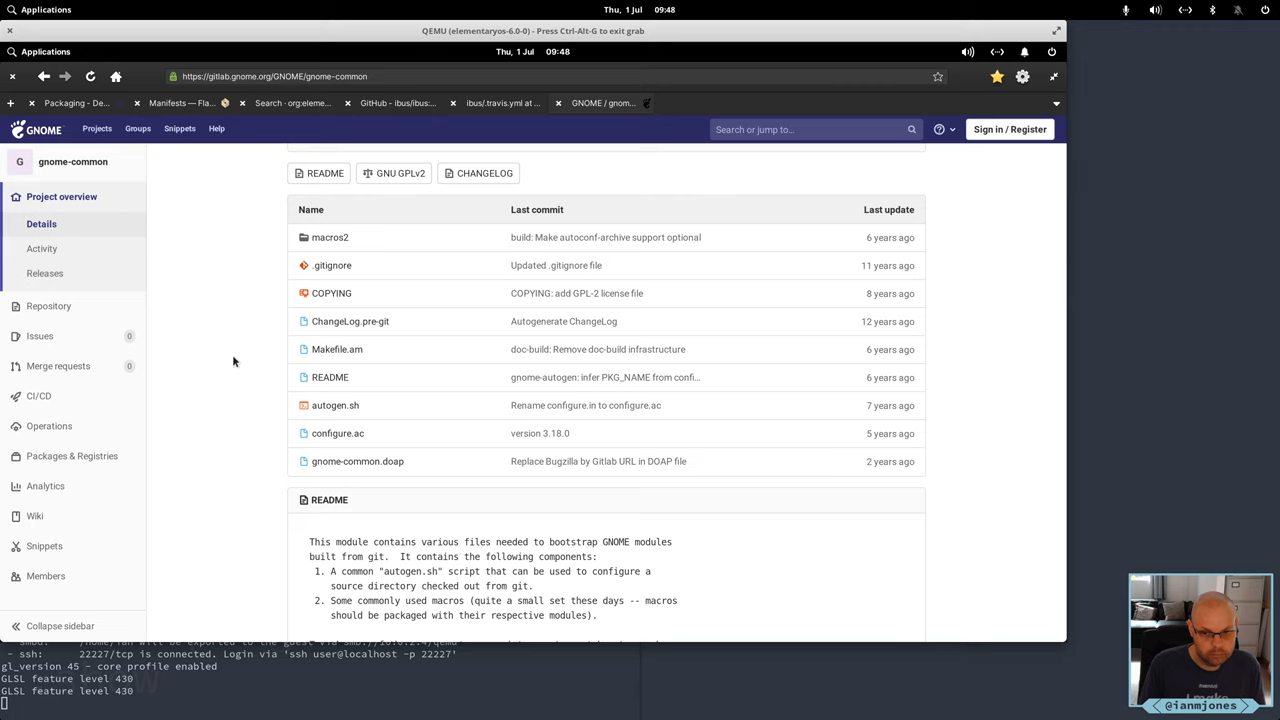 Applications
Thu, 1 Jul 09:48
QEMU (elementaryos-6.0-0) - Press Ctrl-Alt-G to exit grab
Applications
Thu, 1 Jul 09:48
https://gitlab.gnome.org/GNOME/gnome-common
Packaging - De...
Manifests — Fla...
Search · org:eleme...
GitHub - ibus/ibus:...
ibus/.travis.yml at ...
GNOME / gnom...
GNOME
Projects
Groups
Snippets
Help
Search or jump to...
Sign in / Register
G
gnome-common
Project overview
Details
Activity
Releases
Repository
Issues 0
Merge requests 0
CI/CD
Operations
Packages & Registries
Analytics
Wiki
Snippets
Members
Collapse sidebar
README
GNU GPLv2
CHANGELOG
Name Last commit Last update
macros2 build: Make autoconf-archive support optional 6 years ago
.gitignore Updated .gitignore file 11 years ago
COPYING COPYING: add GPL-2 license file 8 years ago
ChangeLog.pre-git Autogenerate ChangeLog 12 years ago
Makefile.am doc-build: Remove doc-build infrastructure 6 years ago
README gnome-autogen: infer PKG_NAME from confi... 6 years ago
autogen.sh Rename configure.in to configure.ac 7 years ago
configure.ac version 3.18.0 5 years ago
gnome-common.doap Replace Bugzilla by Gitlab URL in DOAP file 2 years ago
README
This module contains various files needed to bootstrap GNOME modules
built from git. It contains the following components:
1. A common "autogen.sh" script that can be used to configure a
source directory checked out from git.
2. Some commonly used macros (quite a small set these days -- macros
should be packaged with their respective modules).
- ssh: 22227/tcp is connected. Login via 'ssh user@localhost -p 22227'
gl_version 45 - core profile enabled
GLSL feature level 430
GLSL feature level 430
I make
@ianmjones